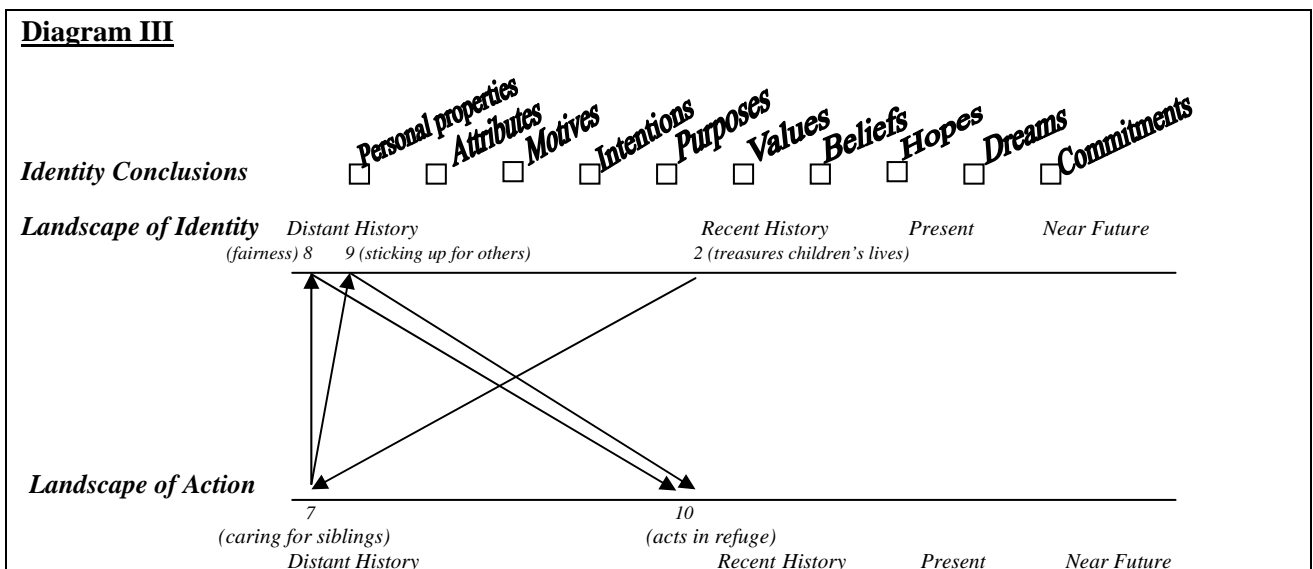 Diagram III
Personal properties Attributes Motives Intentions Purposes Values Beliefs Hopes Dreams Commitments
Identity Conclusions
Landscape of Identity Distant History Recent History Present Near Future
(fairness) 8 9 (sticking up for others) 2 (treasures children’s lives)
Landscape of Action
7 10
(caring for siblings) (acts in refuge)
Distant History Recent History Present Near Future